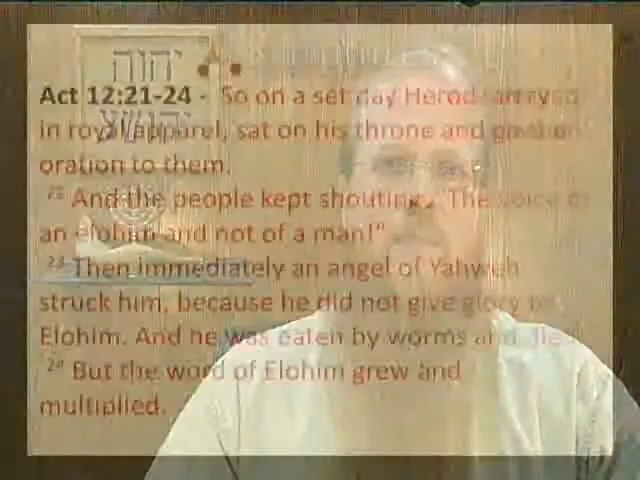 יהוה
יהושע
Act 12:21-24 - So on a set day Herod, arrayed
in royal apparel, sat on his throne and gave an
oration to them.
22 And the people kept shouting, "The voice of
an elohim and not of a man!"
23 Then immediately an angel of Yahweh
struck him, because he did not give glory to
Elohim. And he was eaten by worms and died.
24 But the word of Elohim grew and
multiplied.